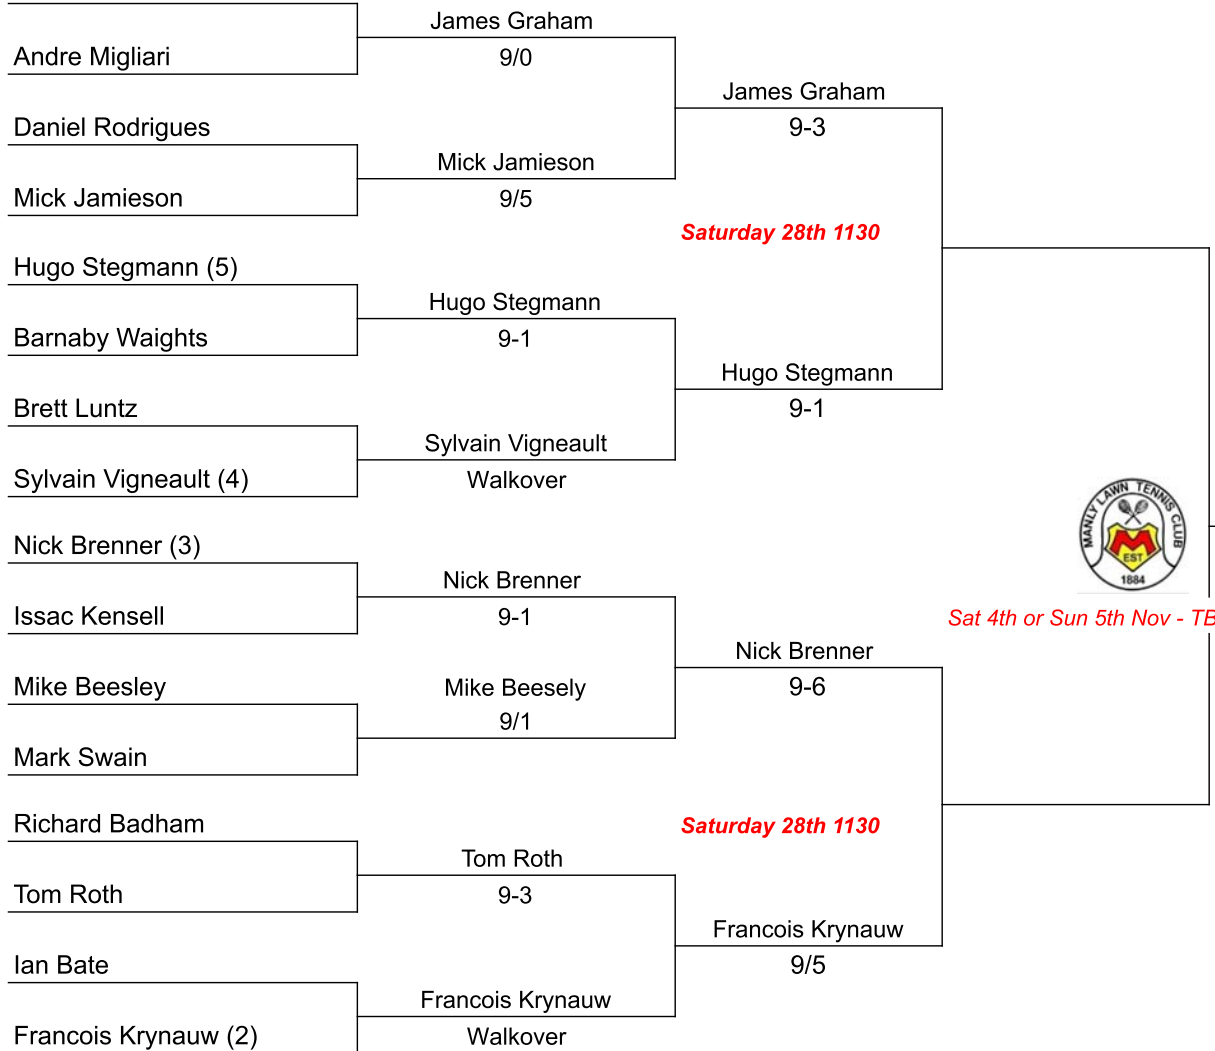 James Graham
Andre Migliari
9/0
James Graham
Daniel Rodrigues
9-3
Mick Jamieson
Mick Jamieson
9/5
Saturday 28th 1130
Hugo Stegmann (5)
Hugo Stegmann
Barnaby Waights
9-1
Hugo Stegmann
Brett Luntz
9-1
Sylvain Vigneault
Sylvain Vigneault (4)
Walkover
MANLY LAWN TENNIS CLUB
EST
1884
Nick Brenner (3)
Nick Brenner
Issac Kensell
9-1
Sat 4th or Sun 5th Nov - TB
Nick Brenner
Mike Beesley
Mike Beesely
9-6
9/1
Mark Swain
Richard Badham
Saturday 28th 1130
Tom Roth
Tom Roth
9-3
Francois Krynauw
Ian Bate
9/5
Francois Krynauw
Francois Krynauw (2)
Walkover